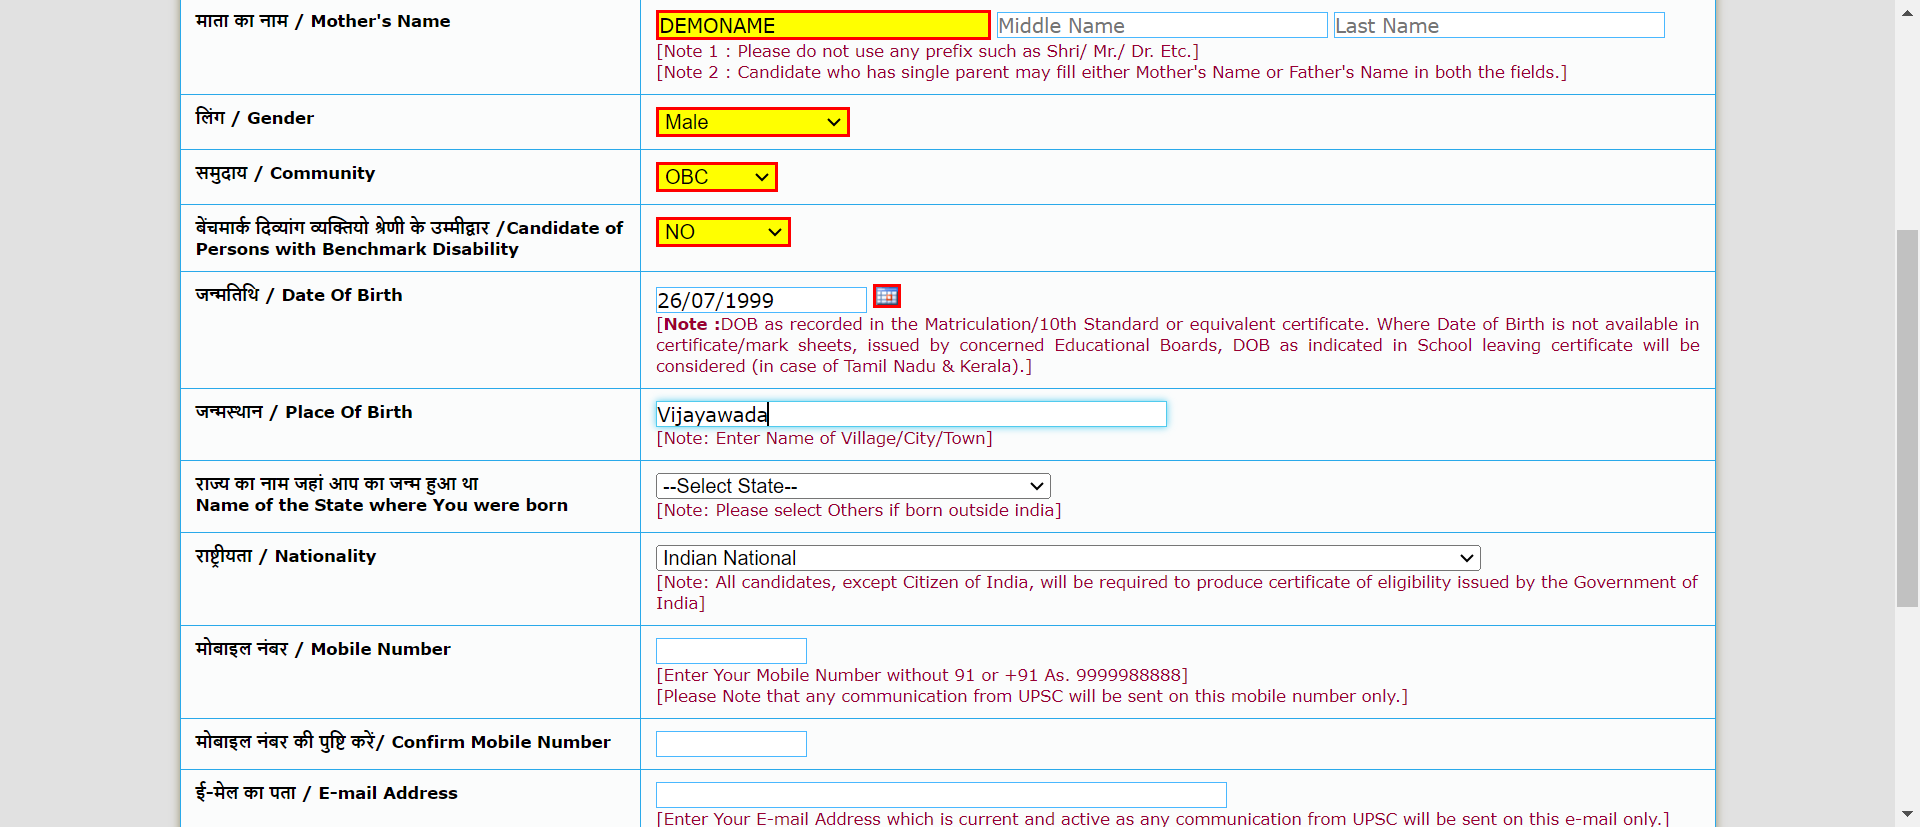 माता का नाम / Mother's Name
DEMONAME Middle Name Last Name
[Note 1 : Please do not use any prefix such as Shri/ Mr./ Dr. Etc.]
[Note 2 : Candidate who has single parent may fill either Mother's Name or Father's Name in both the fields.]
लिंग / Gender
Male
समुदाय / Community
OBC
बेंचमार्क दिव्यांग व्यक्तियो श्रेणी के उम्मीद्वार /Candidate of
Persons with Benchmark Disability
NO
जन्मतिथि / Date Of Birth
26/07/1999
[Note :DOB as recorded in the Matriculation/10th Standard or equivalent certificate. Where Date of Birth is not available in
certificate/mark sheets, issued by concerned Educational Boards, DOB as indicated in School leaving certificate will be
considered (in case of Tamil Nadu & Kerala).]
जन्मस्थान / Place Of Birth
Vijayawada
[Note: Enter Name of Village/City/Town]
राज्य का नाम जहां आप का जन्म हुआ था
Name of the State where You were born
--Select State--
[Note: Please select Others if born outside india]
राष्ट्रीयता / Nationality
Indian National
[Note: All candidates, except Citizen of India, will be required to produce certificate of eligibility issued by the Government of
India]
मोबाइल नंबर / Mobile Number
[Enter Your Mobile Number without 91 or +91 As. 9999988888]
[Please Note that any communication from UPSC will be sent on this mobile number only.]
मोबाइल नंबर की पुष्टि करें/ Confirm Mobile Number
ई-मेल का पता / E-mail Address
[Enter Your E-mail Address which is current and active as any communication from UPSC will be sent on this e-mail only.]